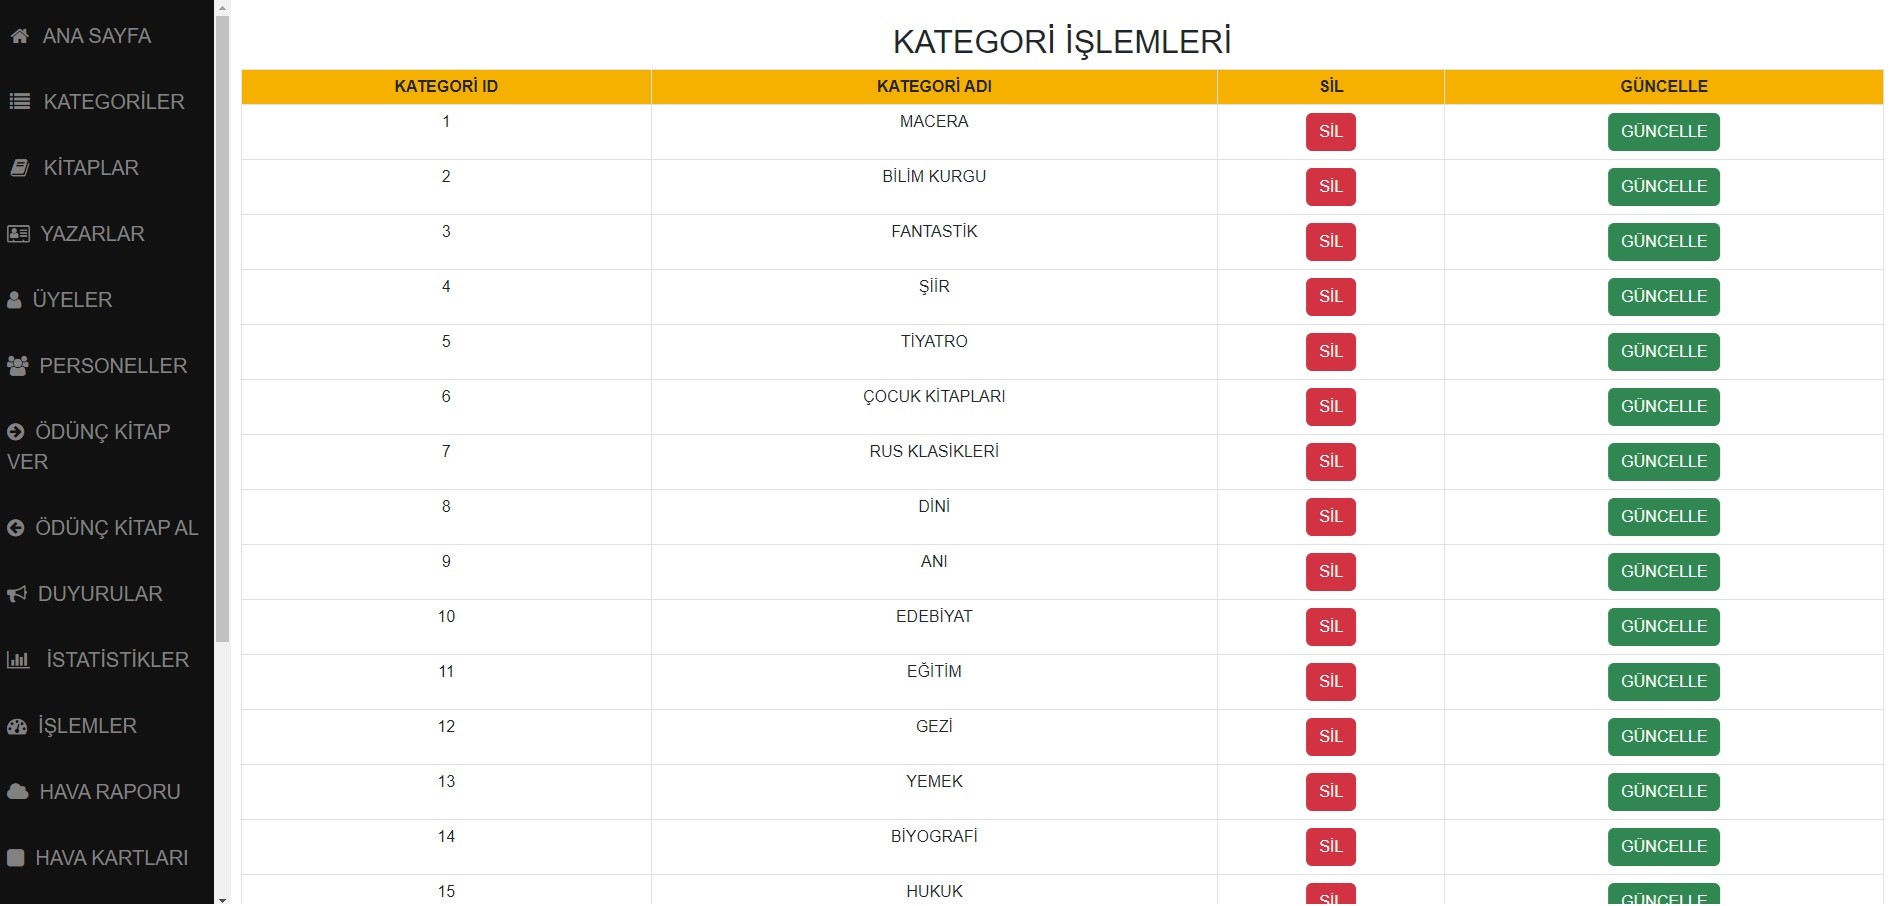 ANA SAYFA
KATEGORİLER
KİTAPLAR
YAZARLAR
ÜYELER
PERSONELLER
ÖDÜNÇ KİTAP
VER
ÖDÜNÇ KİTAP AL
DUYURULAR
İSTATİSTİKLER
İŞLEMLER
HAVA RAPORU
HAVA KARTLARI
KATEGORİ İŞLEMLERİ
KATEGORİ ID KATEGORİ ADI SİL GÜNCELLE
1 MACERA SİL GÜNCELLE
2 BİLİM KURGU SİL GÜNCELLE
3 FANTASTİK SİL GÜNCELLE
4 ŞİİR SİL GÜNCELLE
5 TİYATRO SİL GÜNCELLE
6 ÇOCUK KİTAPLARI SİL GÜNCELLE
7 RUS KLASİKLERİ SİL GÜNCELLE
8 DİNİ SİL GÜNCELLE
9 ANI SİL GÜNCELLE
10 EDEBİYAT SİL GÜNCELLE
11 EĞİTİM SİL GÜNCELLE
12 GEZİ SİL GÜNCELLE
13 YEMEK SİL GÜNCELLE
14 BİYOGRAFİ SİL GÜNCELLE
15 HUKUK SİL GÜNCELLE